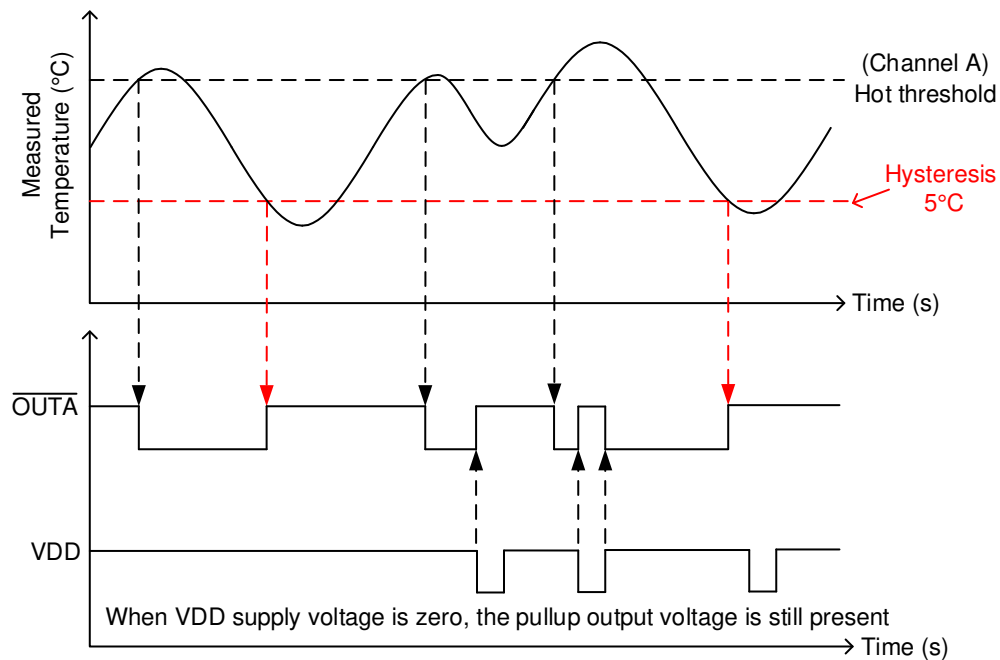 Measured
Temperature (°C)
(Channel A)
Hot threshold
Hysteresis
5°C
Time (s)
OUTA
VDD
When VDD supply voltage is zero, the pullup output voltage is still present
Time (s)